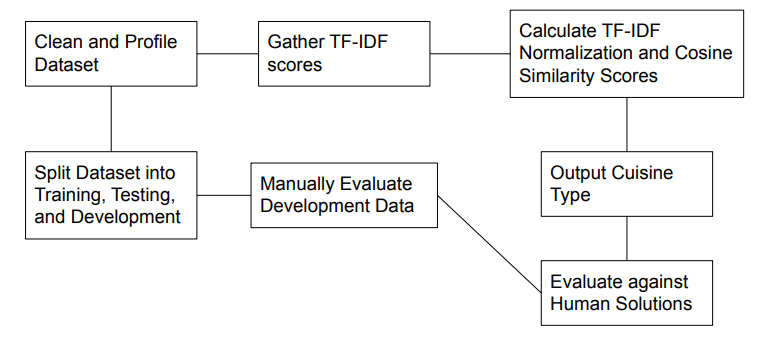 Clean and Profile
Dataset
Gather TF-IDF
scores
Calculate TF-IDF
Normalization and Cosine
Similarity Scores
Split Dataset into
Training, Testing,
and Development
Manually Evaluate
Development Data
Output Cuisine
Type
Evaluate against
Human Solutions